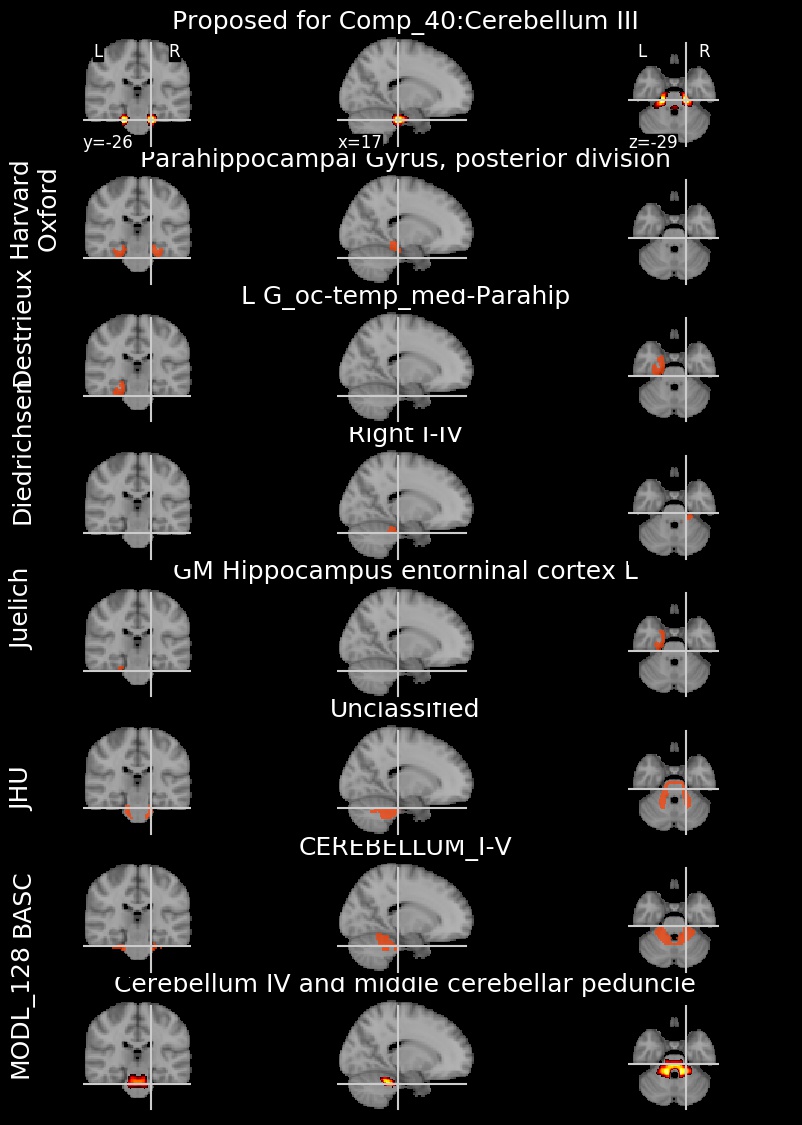 Proposed for Comp_40:Cerebellum III
L R L R
y=-26 x=17 z=-29
Parahippocampal Gyrus, posterior division
Harvard
Oxford
L G_oc-temp_med-Parahip
Destrieux
Right I-IV
Diedrichsen
GM Hippocampus entorhinal cortex L
Juelich
Unclassified
JHU
CEREBELLUM_I-V
BASC
Cerebellum IV and middle cerebellar peduncle
MODL_128